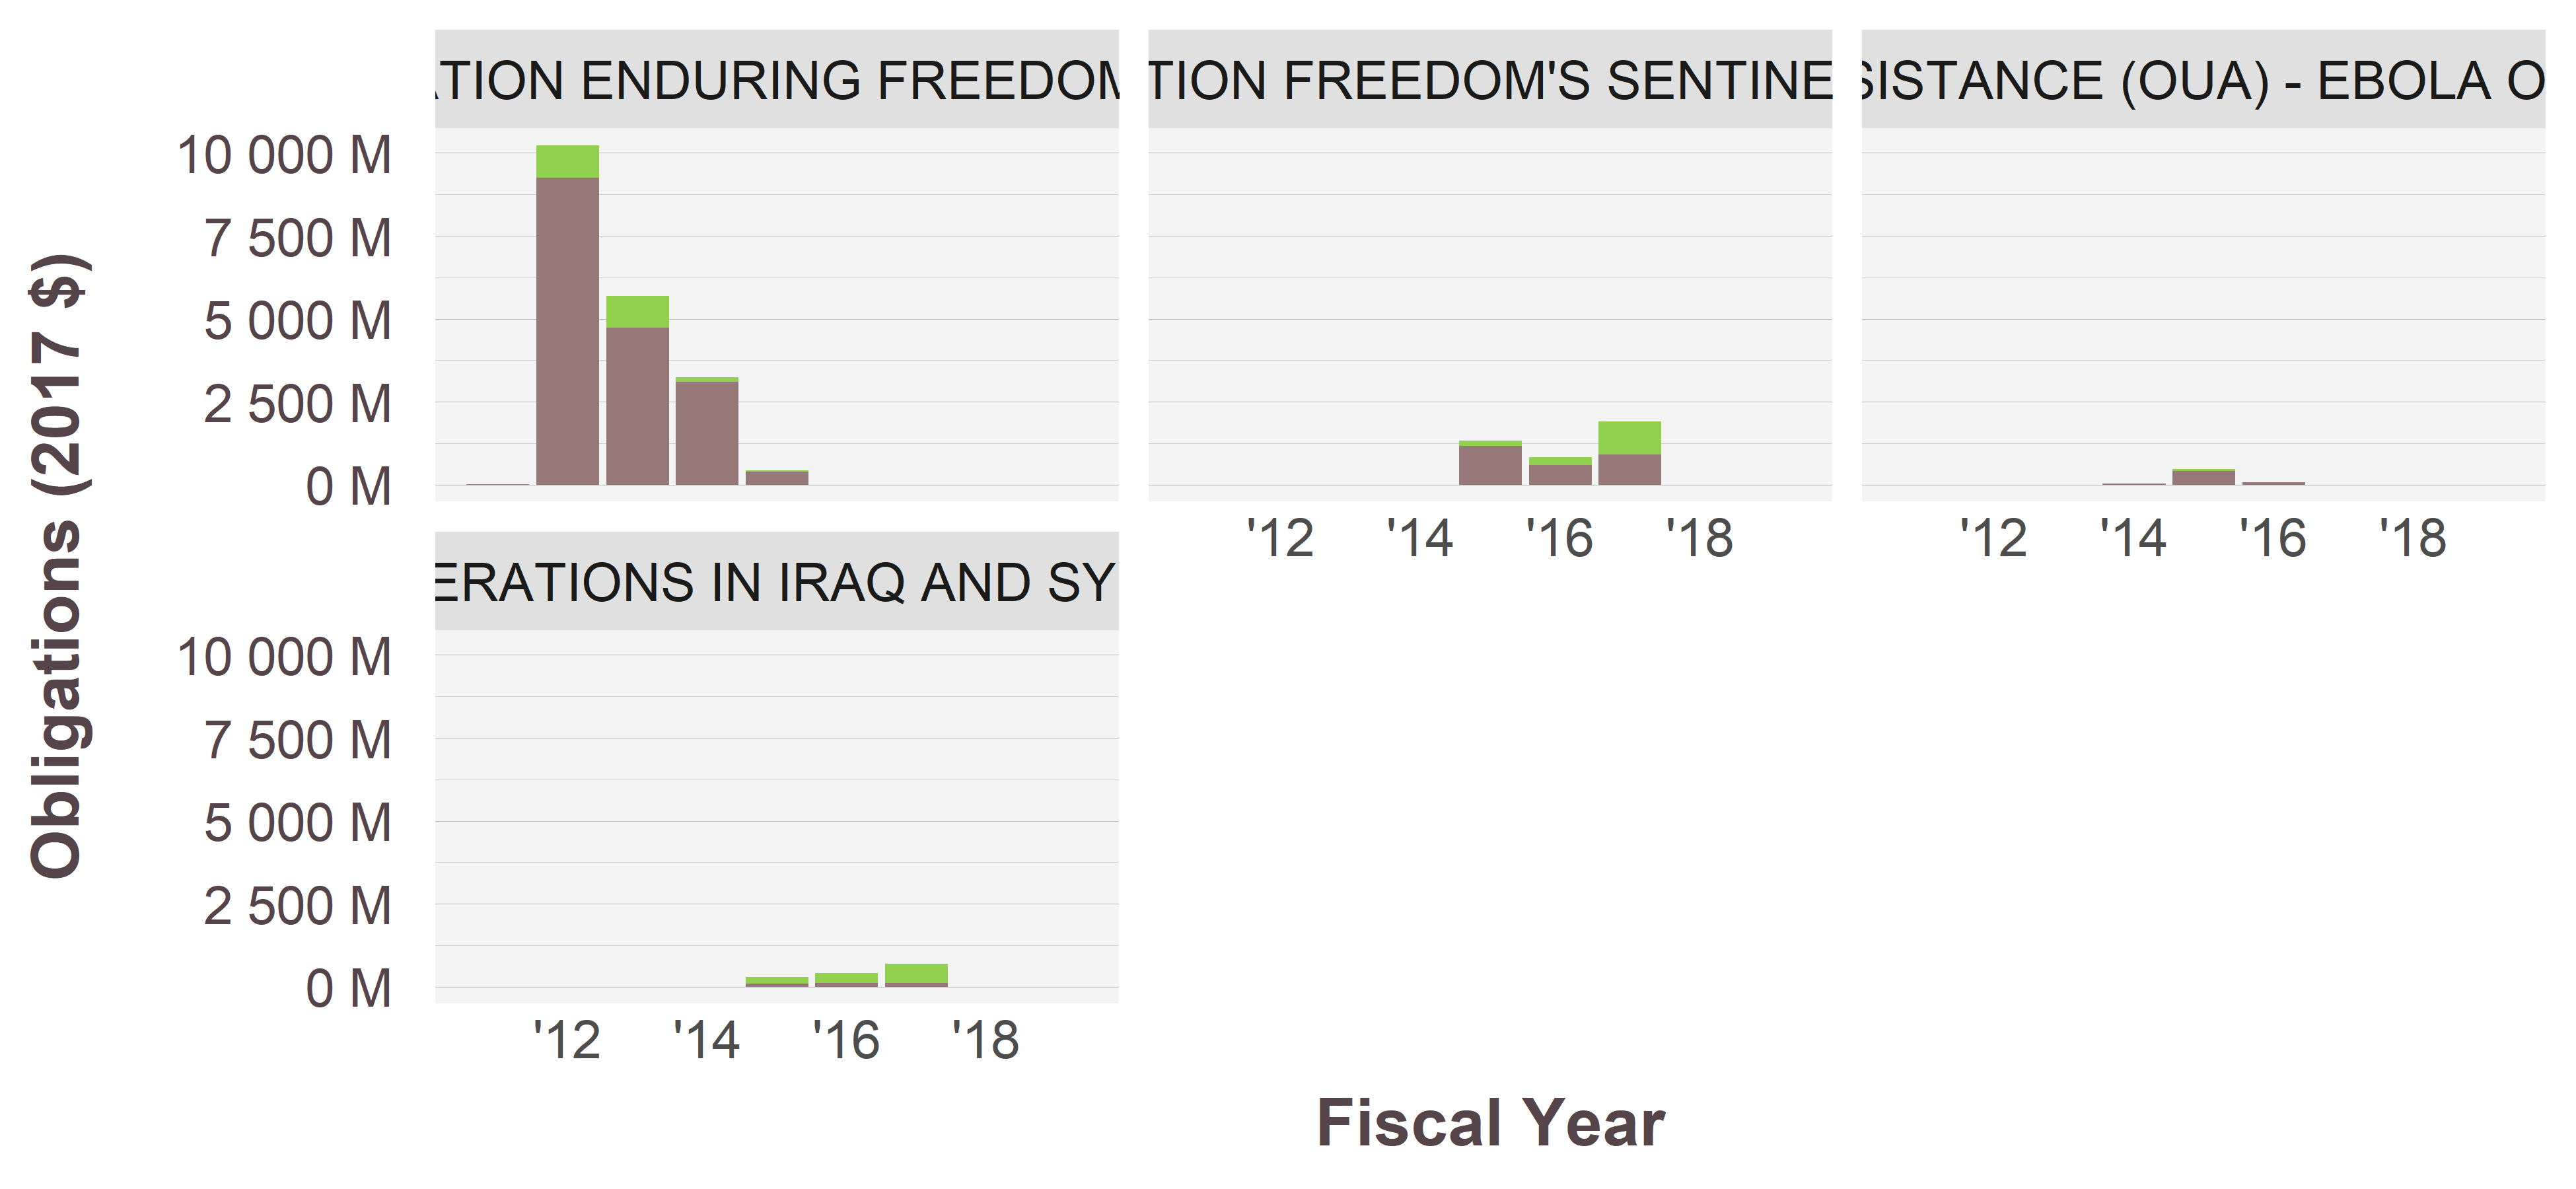 ATION ENDURING FREEDOM
TION FREEDOM'S SENTINE
SISTANCE (OUA) - EBOLA O
10 000 M
7 500 M
5 000 M
2 500 M
0 M
'12 '14 '16 '18
'12 '14 '16 '18
ERATIONS IN IRAQ AND SY
10 000 M
7 500 M
5 000 M
2 500 M
0 M
'12 '14 '16 '18
Obligations (2017 $)
Fiscal Year